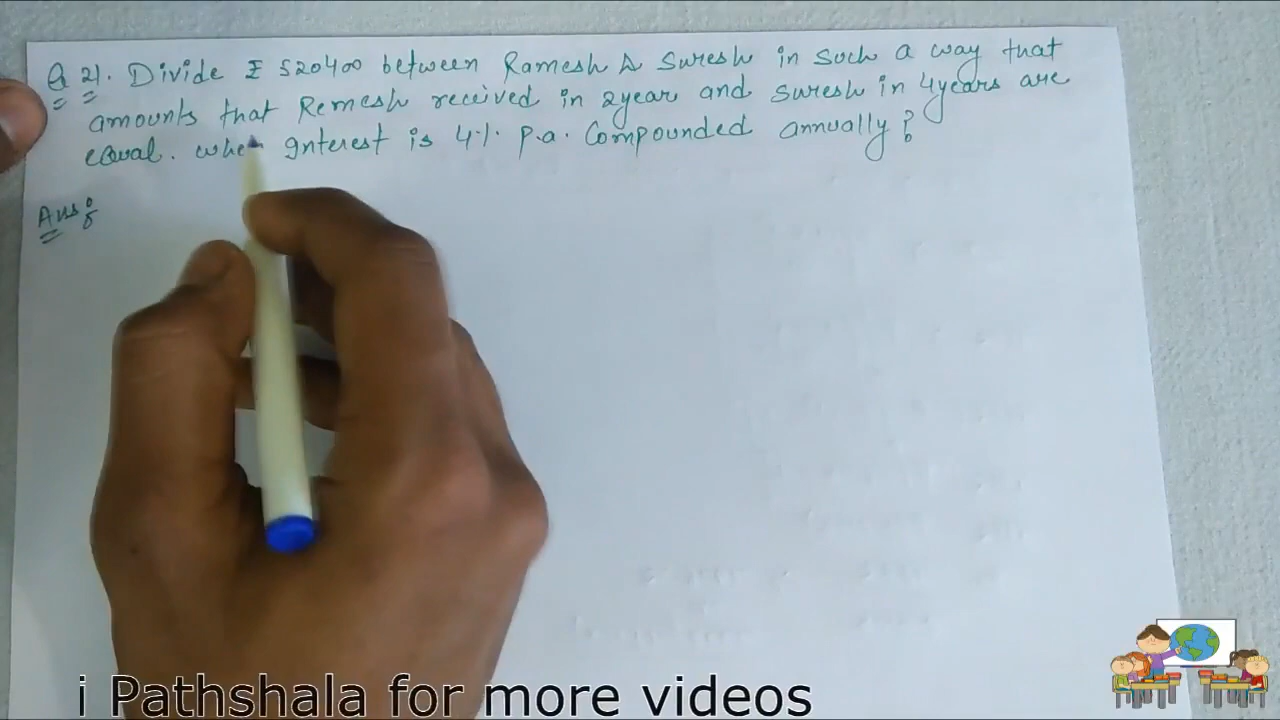 Q 21. Divide ₹ 520400 between Ramesh & Suresh in such a way that
amounts that Remesh received in 2year and Suresh in 4years are
equal. when Interest is 4%. p.a. Compounded annually?
Ans:
i Pathshala for more videos